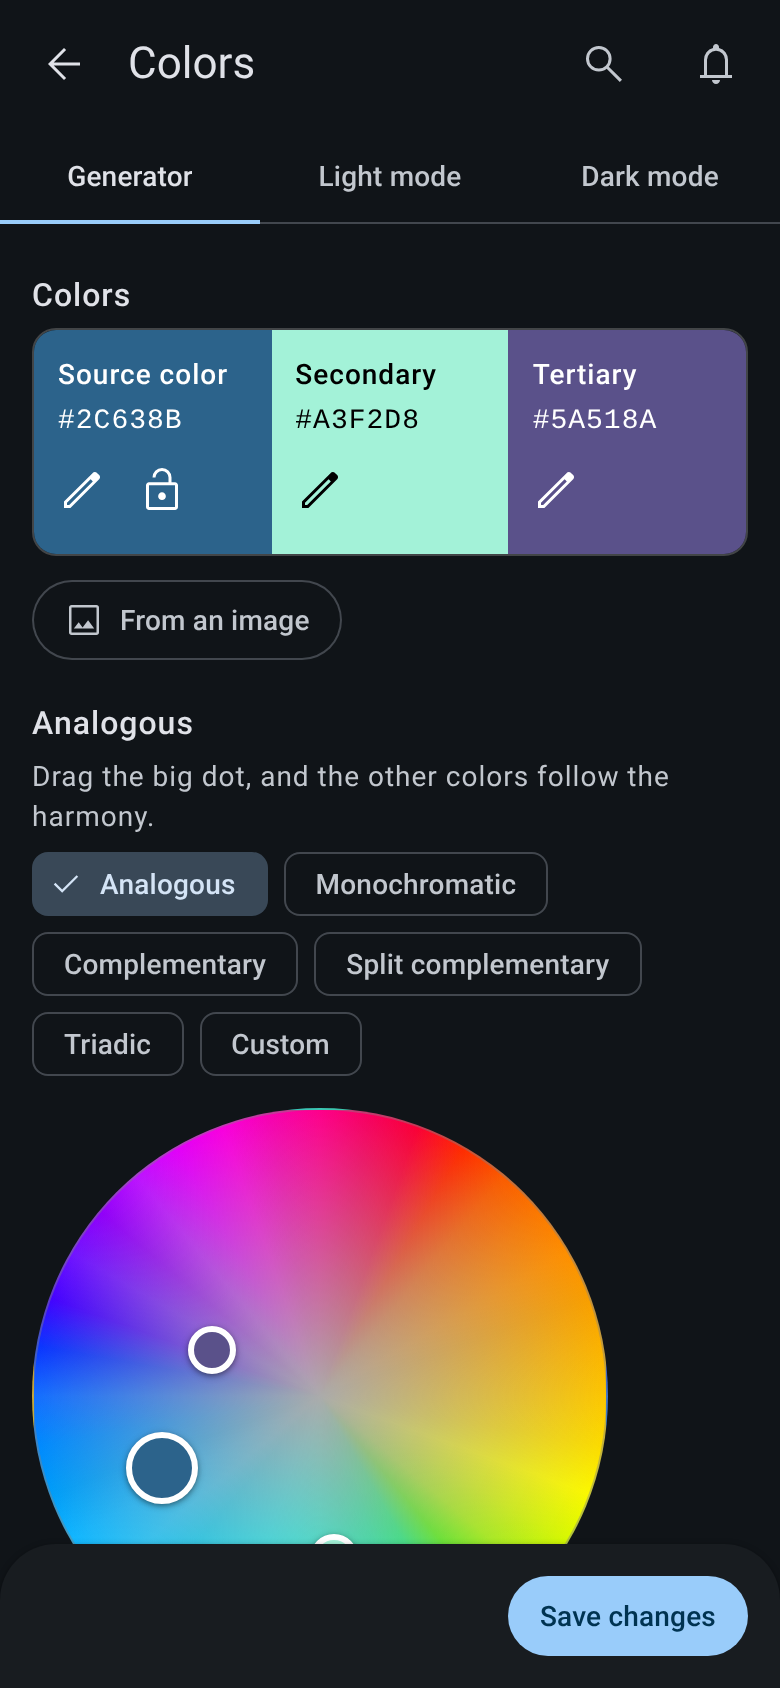 Colors
Generator
Light mode
Dark mode
Colors
Source color
#2C638B
Secondary
#A3F2D8
Tertiary
#5A518A
From an image
Analogous
Drag the big dot, and the other colors follow the
harmony.
Analogous
Monochromatic
Complementary
Split complementary
Triadic
Custom
Save changes